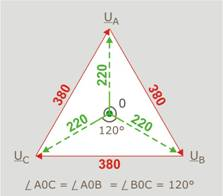 UA
380
380
220
0
220
120°
220
UC
UB
380
∠A0C = ∠A0B = ∠B0C = 120°